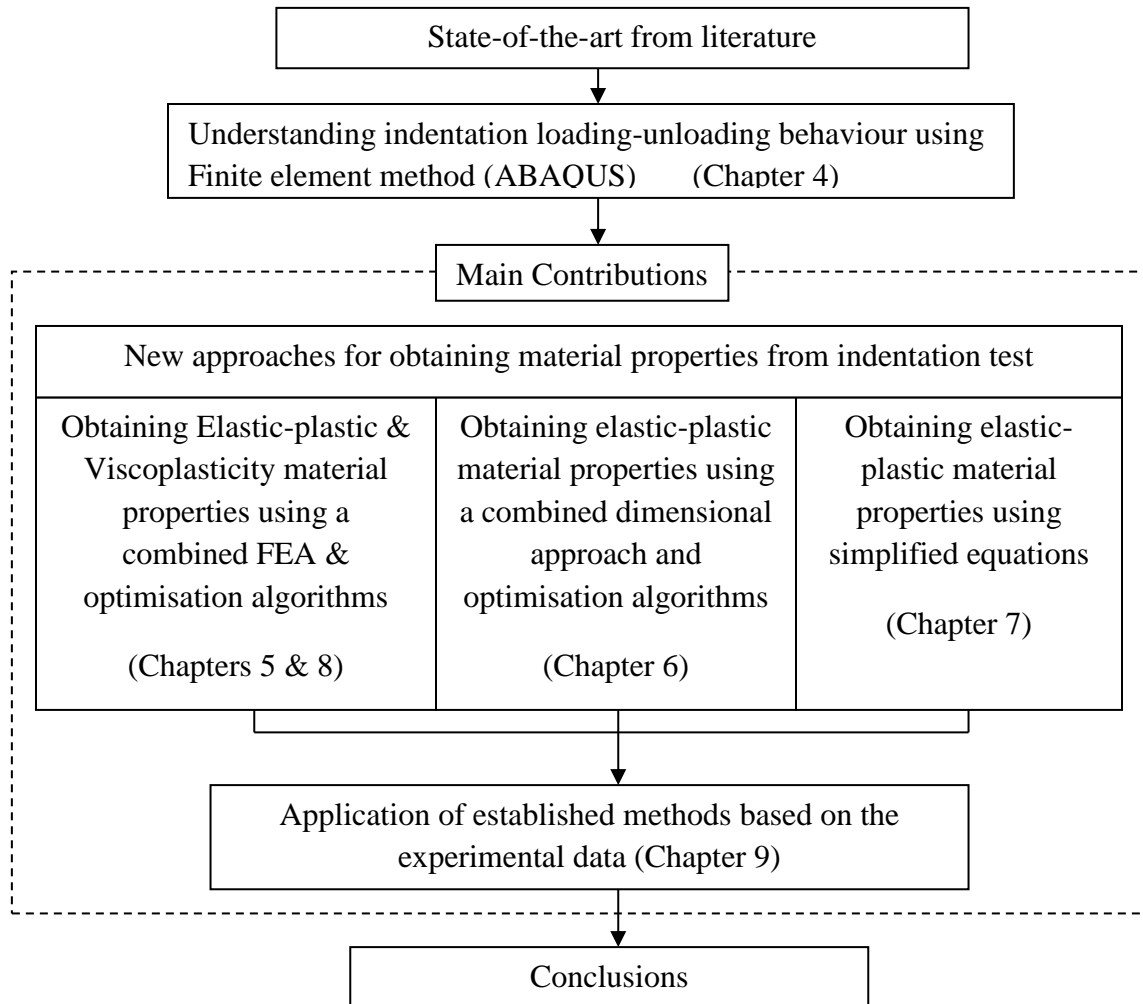 State-of-the-art from literature
Understanding indentation loading-unloading behaviour using
Finite element method (ABAQUS) (Chapter 4)
Main Contributions
New approaches for obtaining material properties from indentation test
Obtaining Elastic-plastic &
Viscoplasticity material
properties using a
combined FEA &
optimisation algorithms
(Chapters 5 & 8)
Obtaining elastic-plastic
material properties using
a combined dimensional
approach and
optimisation algorithms
(Chapter 6)
Obtaining elastic-
plastic material
properties using
simplified equations
(Chapter 7)
Application of established methods based on the
experimental data (Chapter 9)
Conclusions